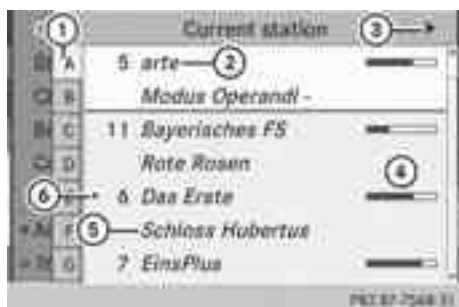 1 Current station 3
A 5 arte 2
B Modus Operandi -
C 11 Bayerisches FS
D Rote Rosen 4
6 6 Das Erste
F 5 Schloss Hubertus
G 7 EinsPlus
P82.87-7568-31